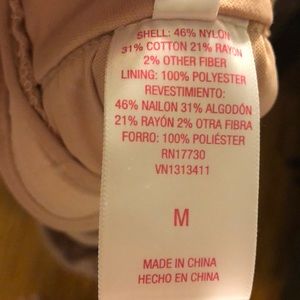 SHELL: 46% NYLON
31% COTTON 21% RAYON
2% OTHER FIBER
LINING: 100% POLYESTER
REVESTIMIENTO:
46% NAILON 31% ALGODÓN
21% RAYÓN 2% OTRA FIBRA
FORRO: 100% POLIÉSTER
RN17730
VN1313411
M
MADE IN CHINA
HECHO EN CHINA